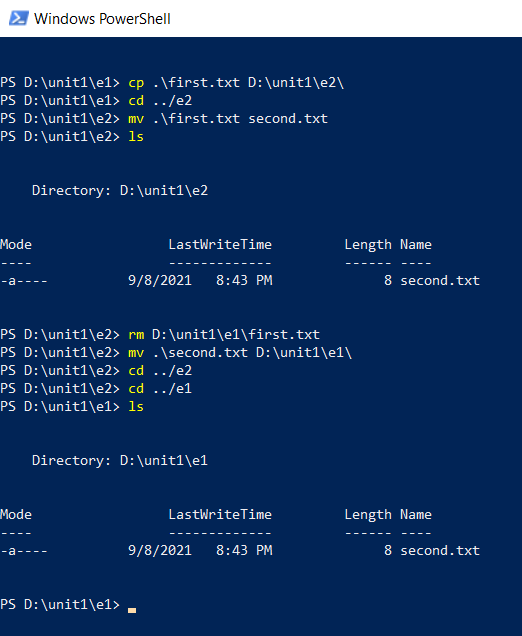 Windows PowerShell
PS D:\unit1\e1> cp .\first.txt D:\unit1\e2\
PS D:\unit1\e1> cd ../e2
PS D:\unit1\e2> mv .\first.txt second.txt
PS D:\unit1\e2> ls
    Directory: D:\unit1\e2
Mode                 LastWriteTime         Length Name
----                 -------------         ------ ----
-a----          9/8/2021   8:43 PM              8 second.txt
PS D:\unit1\e2> rm D:\unit1\e1\first.txt
PS D:\unit1\e2> mv .\second.txt D:\unit1\e1\
PS D:\unit1\e2> cd ../e2
PS D:\unit1\e2> cd ../e1
PS D:\unit1\e1> ls
    Directory: D:\unit1\e1
Mode                 LastWriteTime         Length Name
----                 -------------         ------ ----
-a----          9/8/2021   8:43 PM              8 second.txt
PS D:\unit1\e1>